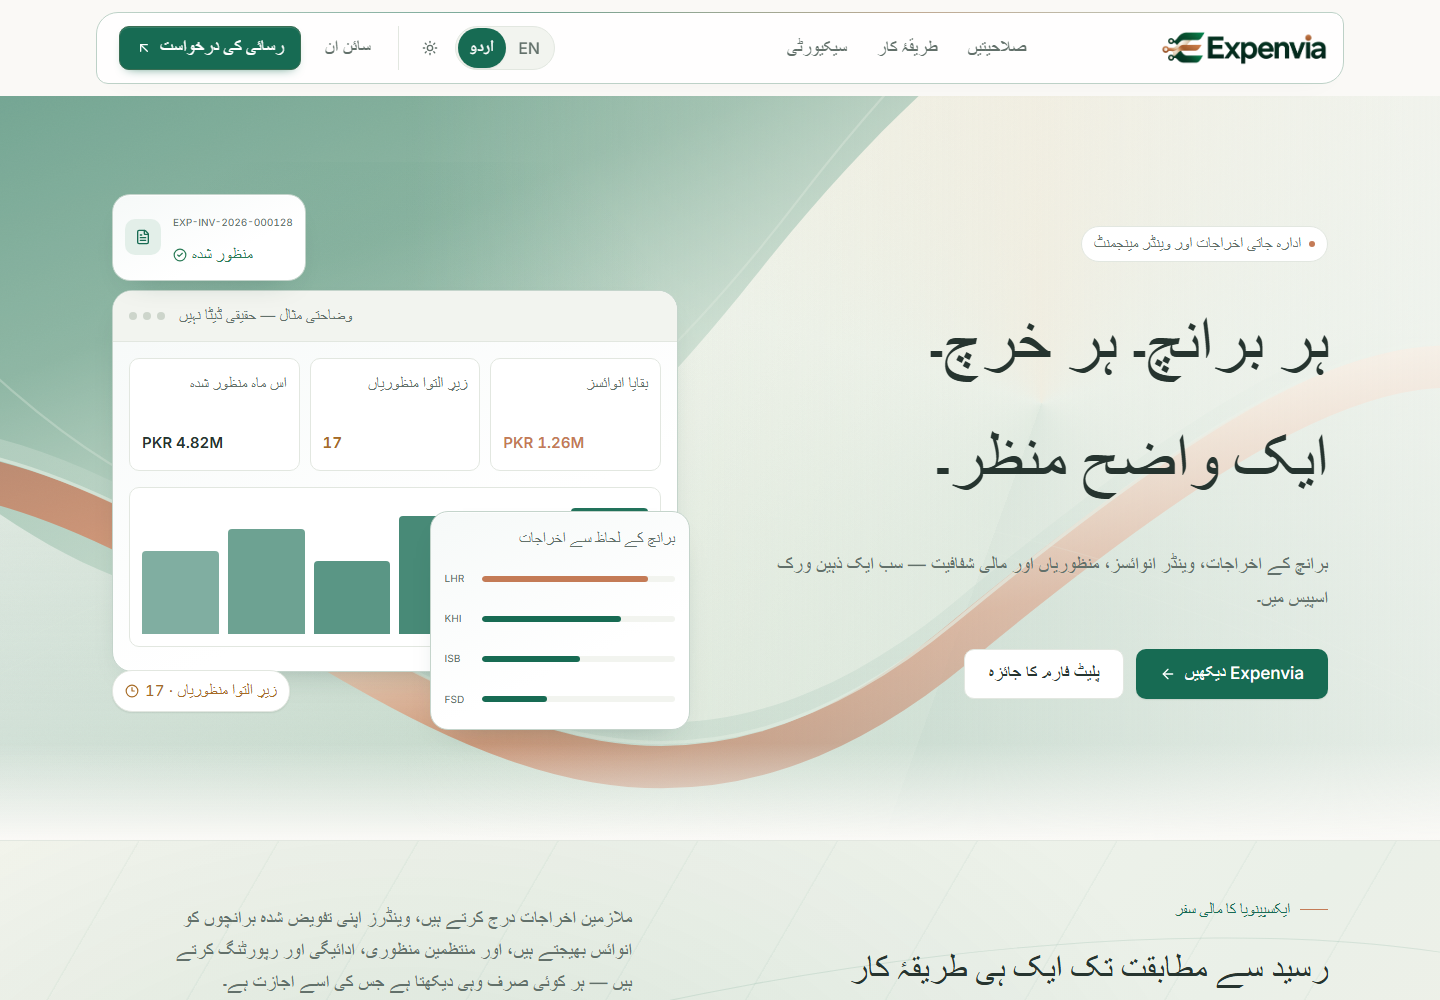 Expenvia
صلاحیتیں
طریقۂ کار
سیکیورٹی
EN
اردو
سائن ان
رسائی کی درخواست
ادارہ جاتی اخراجات اور وینڈر مینجمنٹ
ہر برانچ۔ ہر خرچ۔
ایک واضح منظر۔
برانچ کے اخراجات، وینڈر انوائسز، منظوریاں اور مالی شفافیت — سب ایک ذہین ورک
اسپیس میں۔
Expenvia دیکھیں
پلیٹ فارم کا جائزہ
EXP-INV-2026-000128
منظور شدہ
وضاحتی مثال — حقیقی ڈیٹا نہیں
بقایا انوائسز
PKR 1.26M
زیرِ التوا منظوریاں
17
اس ماہ منظور شدہ
PKR 4.82M
برانچ کے لحاظ سے اخراجات
LHR
KHI
ISB
FSD
زیرِ التوا منظوریاں · 17
ایکسپینویا کا مالی سفر
رسید سے مطابقت تک ایک ہی طریقۂ کار
ملازمین اخراجات درج کرتے ہیں، وینڈرز اپنی تفویض شدہ برانچوں کو
انوائس بھیجتے ہیں، اور منتظمین منظوری، ادائیگی اور رپورٹنگ کرتے
ہیں — ہر کوئی صرف وہی دیکھتا ہے جس کی اسے اجازت ہے۔